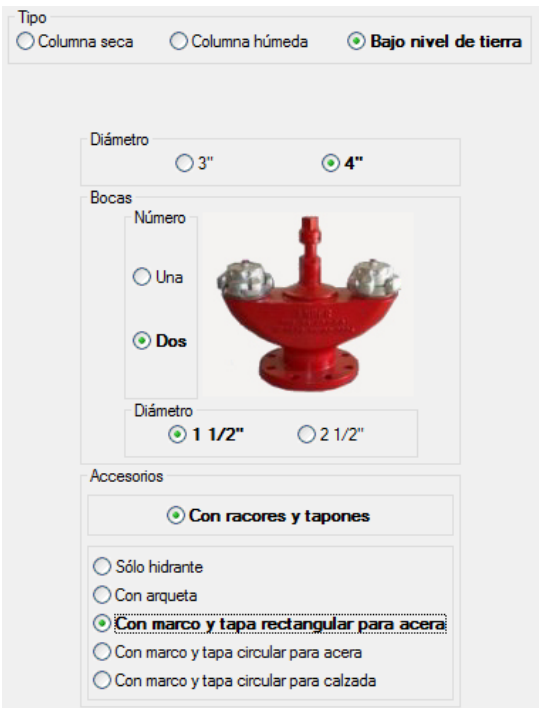 Tipo
Columna seca Columna húmeda Bajo nivel de tierra
Diámetro
3" 4"
Bocas
Número
Una
Dos
Diámetro
1 1/2" 2 1/2"
Accesorios
Con racores y tapones
Sólo hidrante
Con arqueta
Con marco y tapa rectangular para acera
Con marco y tapa circular para acera
Con marco y tapa circular para calzada